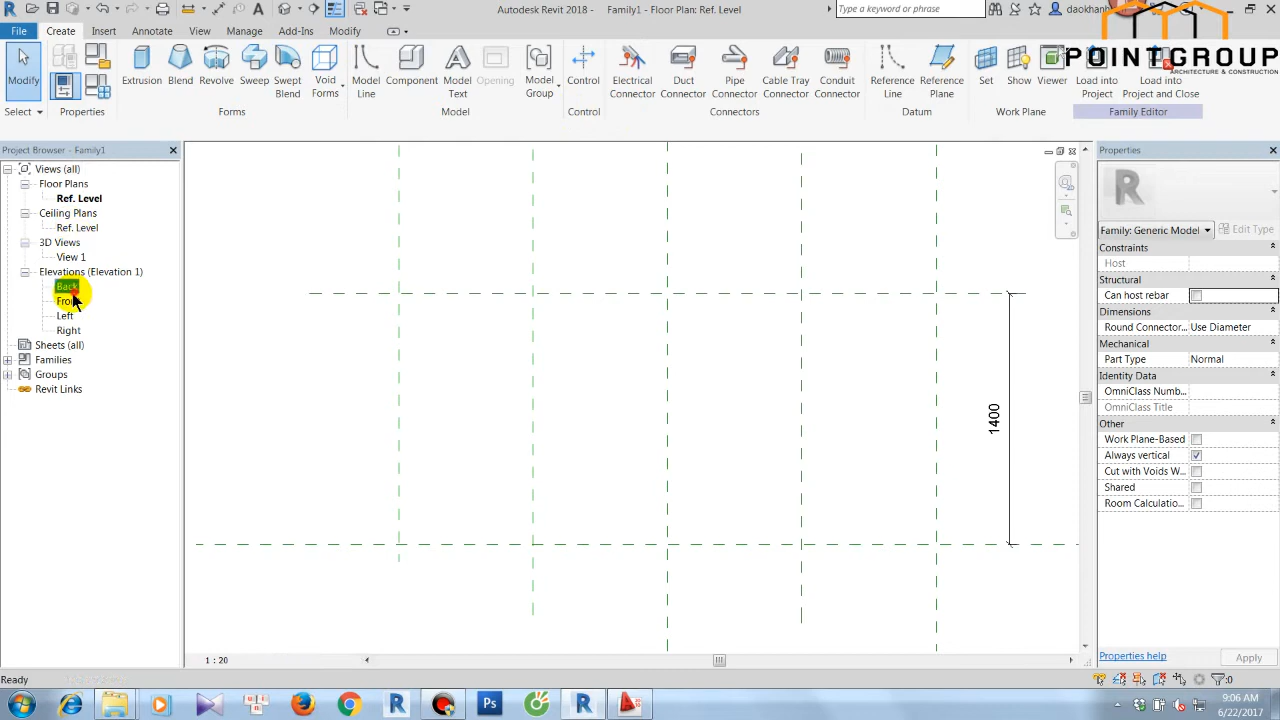 Autodesk Revit 2018 - Family1 - Floor Plan: Ref. Level
Type a keyword or phrase
File Create Insert Annotate View Manage Add-Ins Modify
POINTGROUP
ARCHITECTURE & CONSTRUCTION
Modify
Extrusion Blend Revolve Sweep Swept Blend Void Forms
Model Line Component Model Text Opening Model Group
Control
Electrical Connector Duct Connector Pipe Connector Cable Tray Connector Conduit Connector
Reference Line Reference Plane
Set Show Viewer Load into Project Load into Project and Close
Select Properties Forms Model Control Connectors Datum Work Plane Family Editor
Project Browser - Family1
Views (all)
Floor Plans
Ref. Level
Ceiling Plans
Ref. Level
3D Views
View 1
Elevations (Elevation 1)
Back
Left
Right
Sheets (all)
Families
Groups
Revit Links
1400
1 : 20
Properties
Family: Generic Model Edit Type
Constraints
Host
Structural
Can host rebar
Dimensions
Round Connector... Use Diameter
Mechanical
Part Type Normal
Identity Data
OmniClass Numb...
OmniClass Title
Other
Work Plane-Based
Always vertical
Cut with Voids W...
Shared
Room Calculatio...
Properties help Apply
Ready
:0
9:06 AM
6/22/2017